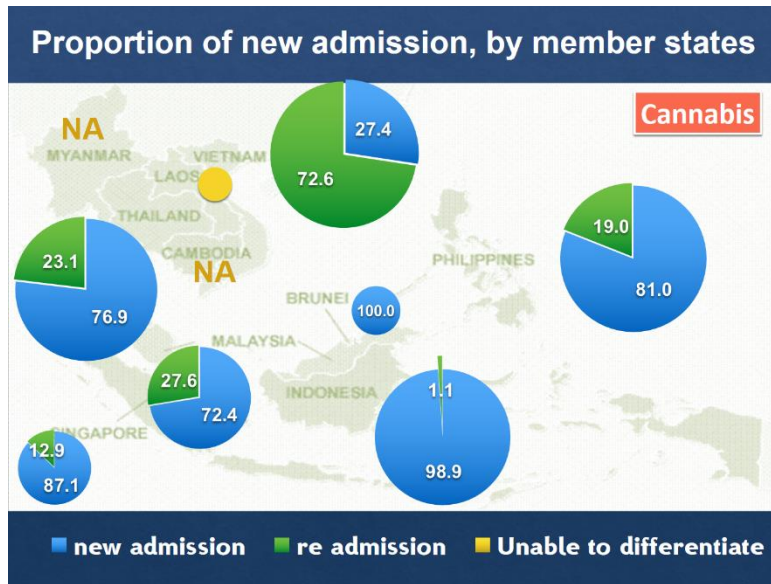 Proportion of new admission, by member states
Cannabis
NA
MYANMAR
VIETNAM
LAOS
THAILAND
CAMBODIA
NA
27.4
72.6
19.0
81.0
PHILIPPINES
23.1
76.9
BRUNEI
100.0
MALAYSIA
INDONESIA
27.6
72.4
1.1
98.9
SINGAPORE
12.9
87.1
new admission
re admission
Unable to differentiate